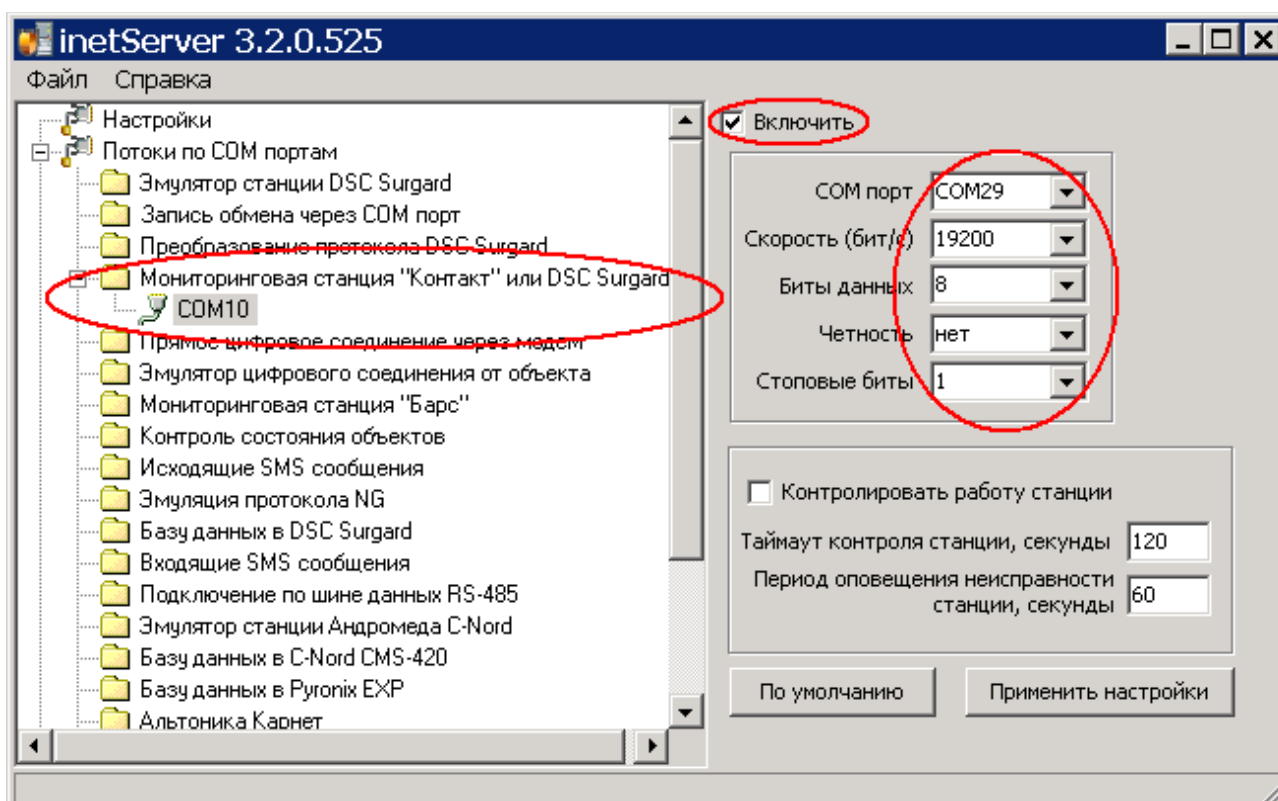 inetServer 3.2.0.525
Файл Справка
Настройки
Потоки по COM портам
Эмулятор станции DSC Surgard
Запись обмена через COM порт
Преобразование протокола DSC Surgard
Мониторинговая станция "Контакт" или DSC Surgard
COM10
Прямое цифровое соединение через модем
Эмулятор цифрового соединения от объекта
Мониторинговая станция "Барс"
Контроль состояния объектов
Исходящие SMS сообщения
Эмуляция протокола NG
Базу данных в DSC Surgard
Входящие SMS сообщения
Подключение по шине данных RS-485
Эмулятор станции Андромеда C-Nord
Базу данных в C-Nord CMS-420
Базу данных в Pyronix EXP
Альтоника Карнет
Включить
COM порт COM29
Скорость (бит/с) 19200
Биты данных 8
Четность нет
Стоповые биты 1
Контролировать работу станции
Таймаут контроля станции, секунды 120
Период оповещения неисправности
станции, секунды 60
По умолчанию Применить настройки